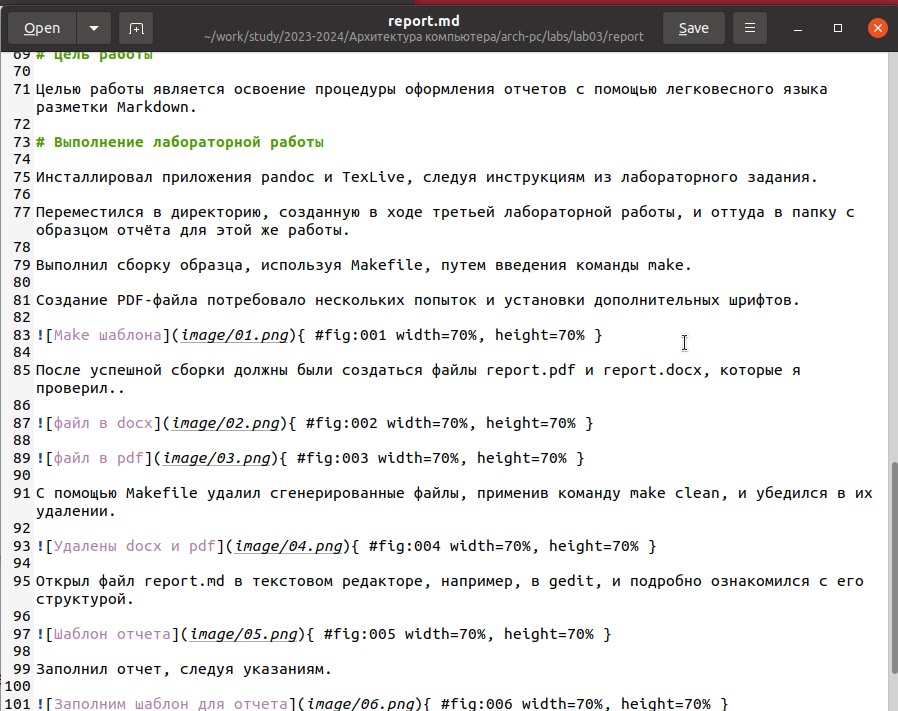 Open
report.md
~/work/study/2023-2024/Архитектура компьютера/arch-pc/labs/lab03/report
Save
69 # Цель работы
70
71 Целью работы является освоение процедуры оформления отчетов с помощью легковесного языка
разметки Markdown.
72
73 # Выполнение лабораторной работы
74
75 Инсталлировал приложения pandoc и TexLive, следуя инструкциям из лабораторного задания.
76
77 Переместился в директорию, созданную в ходе третьей лабораторной работы, и оттуда в папку с
образцом отчёта для этой же работы.
78
79 Выполнил сборку образца, используя Makefile, путем введения команды make.
80
81 Создание PDF-файла потребовало нескольких попыток и установки дополнительных шрифтов.
82
83 ![Make шаблона](image/01.png){ #fig:001 width=70%, height=70% }
84
85 После успешной сборки должны были создаться файлы report.pdf и report.docx, которые я
проверил..
86
87 ![файл в docx](image/02.png){ #fig:002 width=70%, height=70% }
88
89 ![файл в pdf](image/03.png){ #fig:003 width=70%, height=70% }
90
91 С помощью Makefile удалил сгенерированные файлы, применив команду make clean, и убедился в их
удалении.
92
93 ![Удалены docx и pdf](image/04.png){ #fig:004 width=70%, height=70% }
94
95 Открыл файл report.md в текстовом редакторе, например, в gedit, и подробно ознакомился с его
структурой.
96
97 ![Шаблон отчета](image/05.png){ #fig:005 width=70%, height=70% }
98
99 Заполнил отчет, следуя указаниям.
100
101 ![Заполним шаблон для отчета](image/06.png){ #fig:006 width=70%, height=70% }